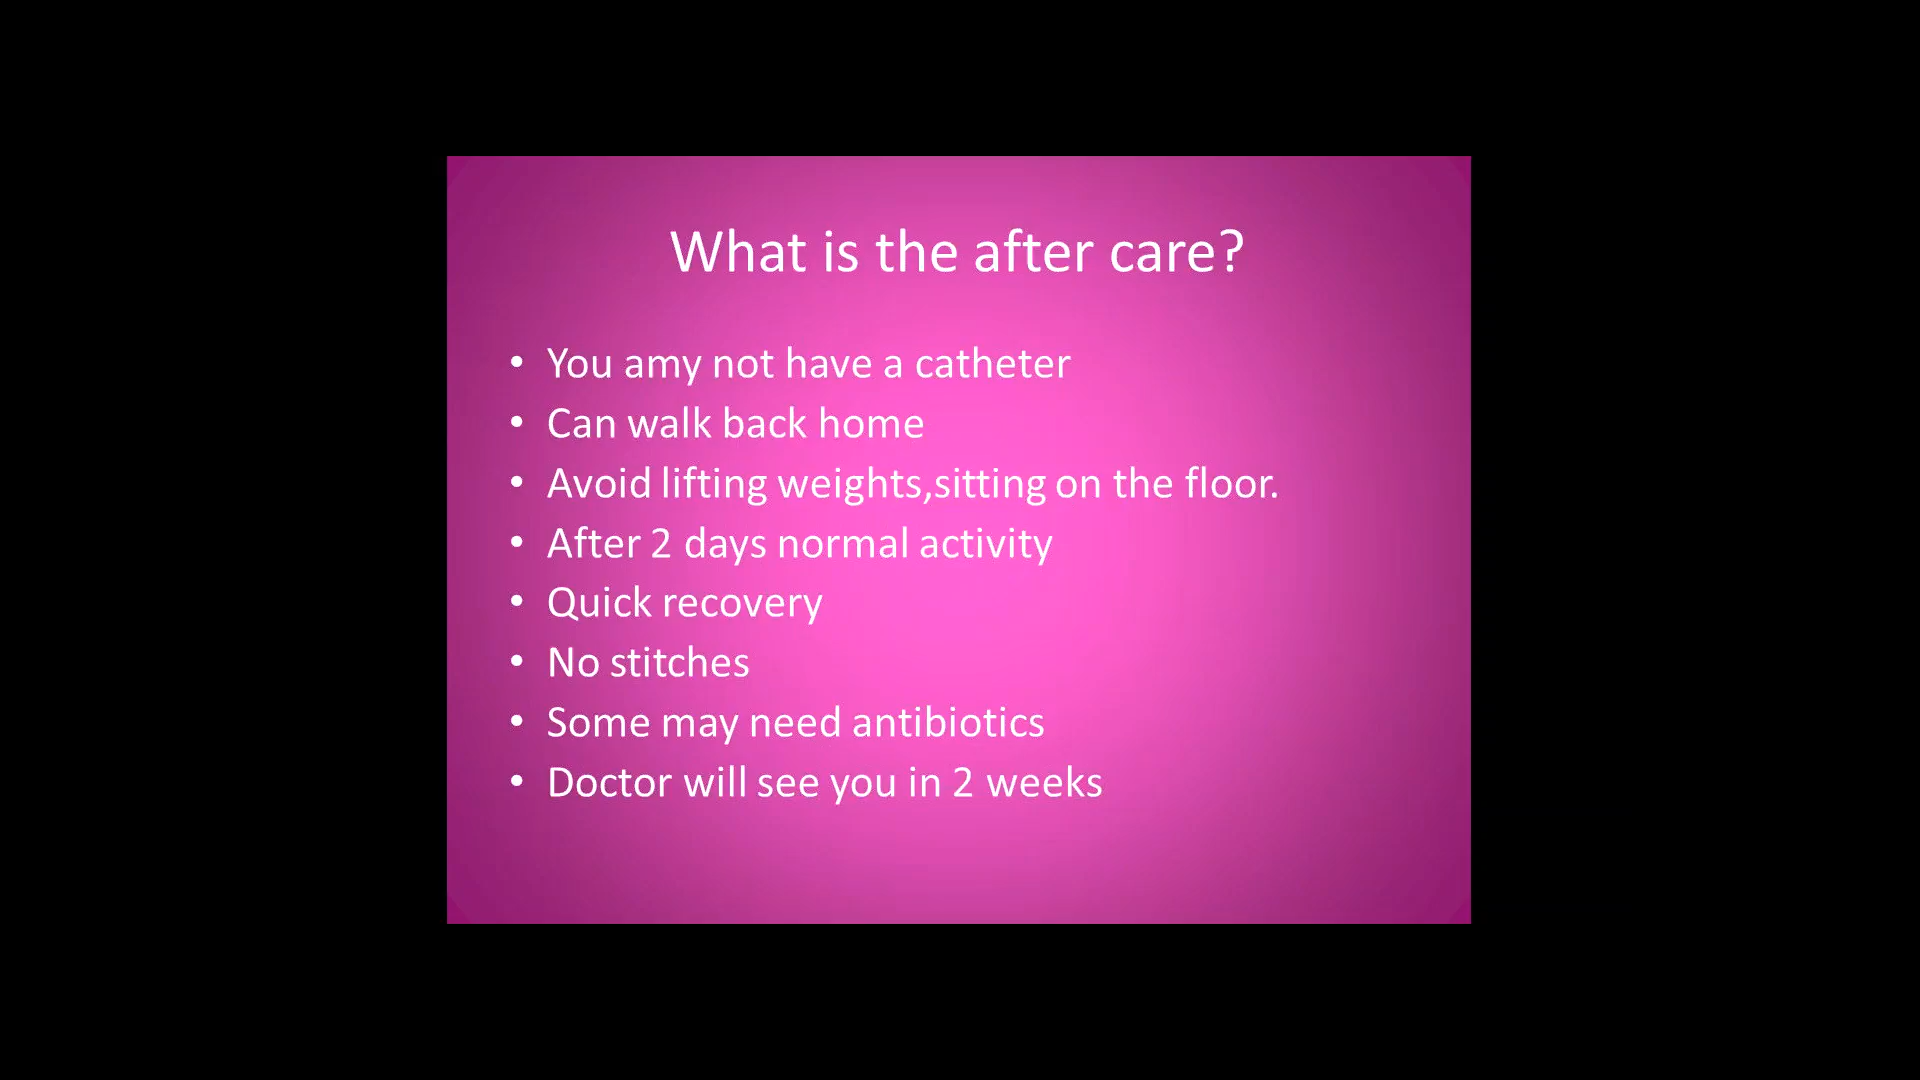 What is the after care?
• You amy not have a catheter
• Can walk back home
• Avoid lifting weights,sitting on the floor.
• After 2 days normal activity
• Quick recovery
• No stitches
• Some may need antibiotics
• Doctor will see you in 2 weeks